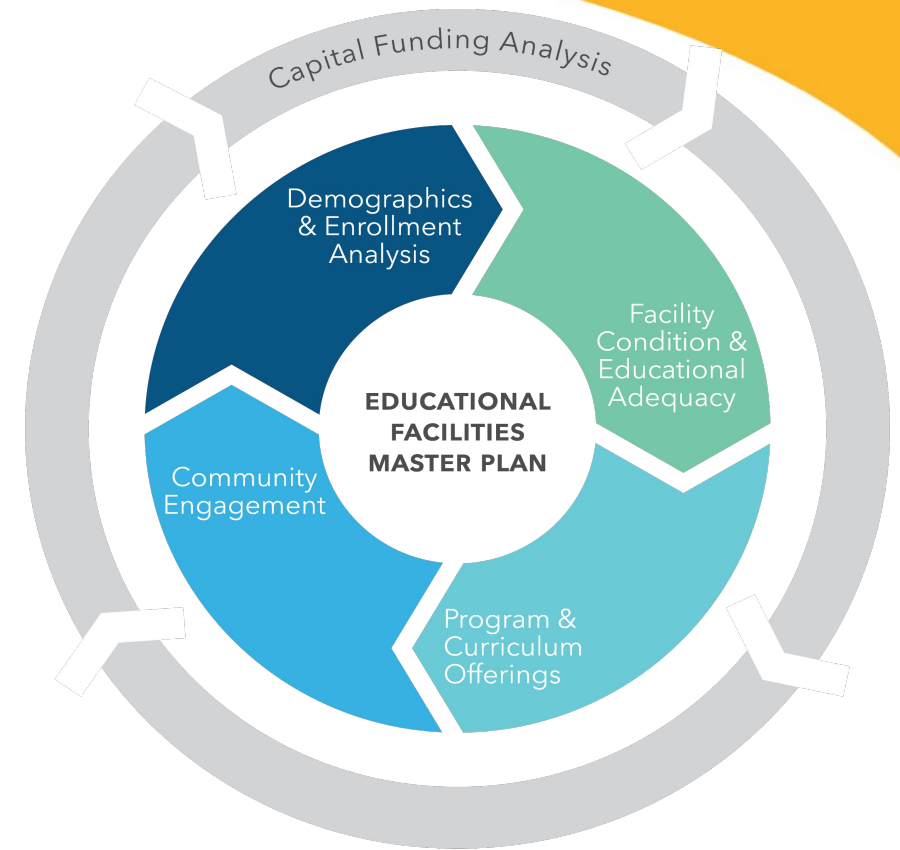 Capital Funding Analysis
Demographics
& Enrollment
Analysis
Facility
Condition &
Educational
Adequacy
EDUCATIONAL
FACILITIES
MASTER PLAN
Community
Engagement
Program &
Curriculum
Offerings